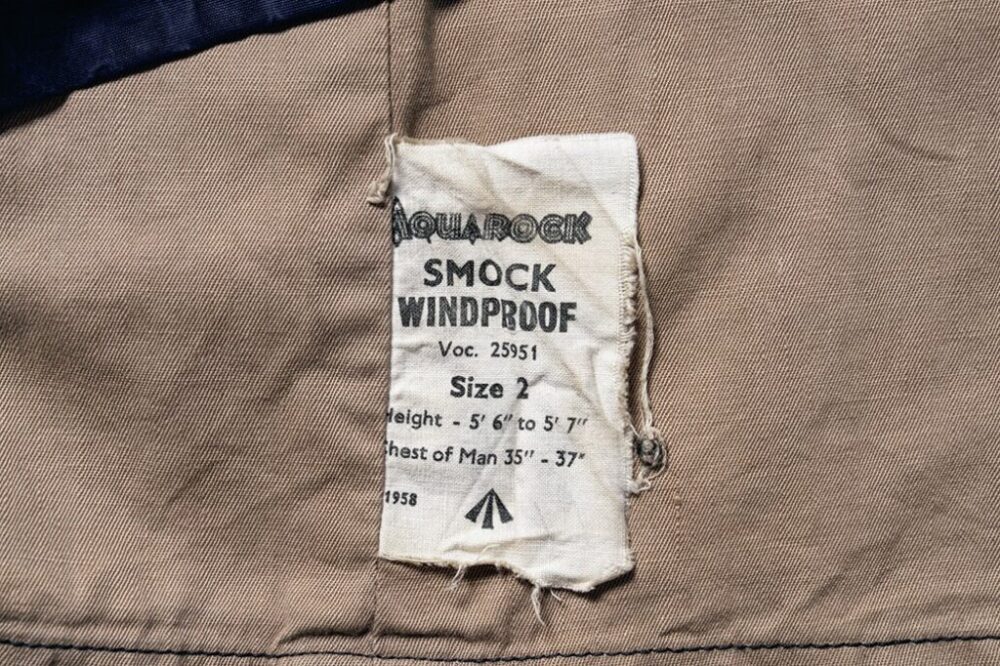 AQUAROCK
SMOCK
WINDPROOF
Voc. 25951
Size 2
Height - 5' 6" to 5' 7"
Chest of Man 35" - 37"
1958